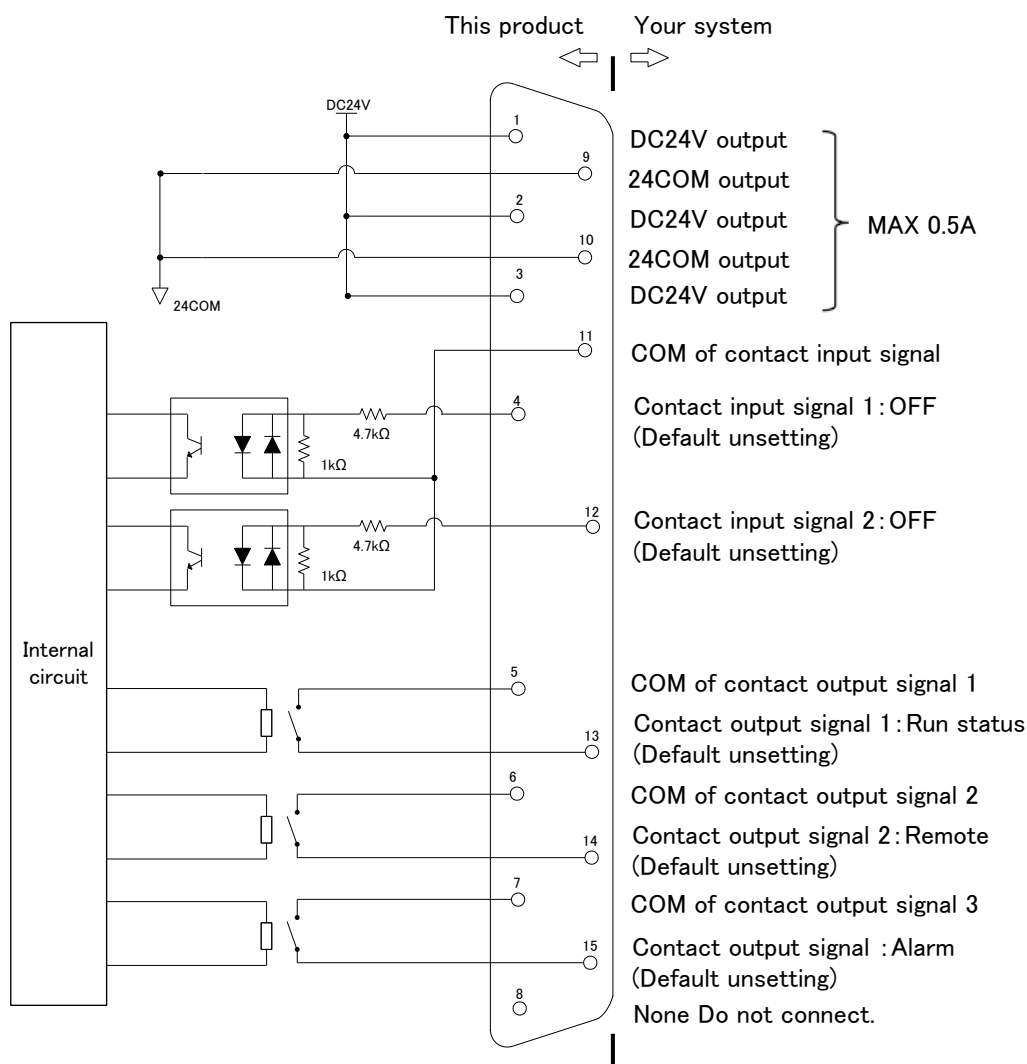 This product
Your system
DC24V
1
DC24V output
9
24COM output
2
DC24V output
MAX 0.5A
10
24COM output
3
DC24V output
24COM
11
COM of contact input signal
4
Contact input signal 1:OFF
(Default unsetting)
4.7kΩ
1kΩ
12
Contact input signal 2:OFF
(Default unsetting)
4.7kΩ
1kΩ
Internal
circuit
5
COM of contact output signal 1
13
Contact output signal 1:Run status
(Default unsetting)
6
COM of contact output signal 2
14
Contact output signal 2:Remote
(Default unsetting)
7
COM of contact output signal 3
15
Contact output signal :Alarm
(Default unsetting)
8
None Do not connect.